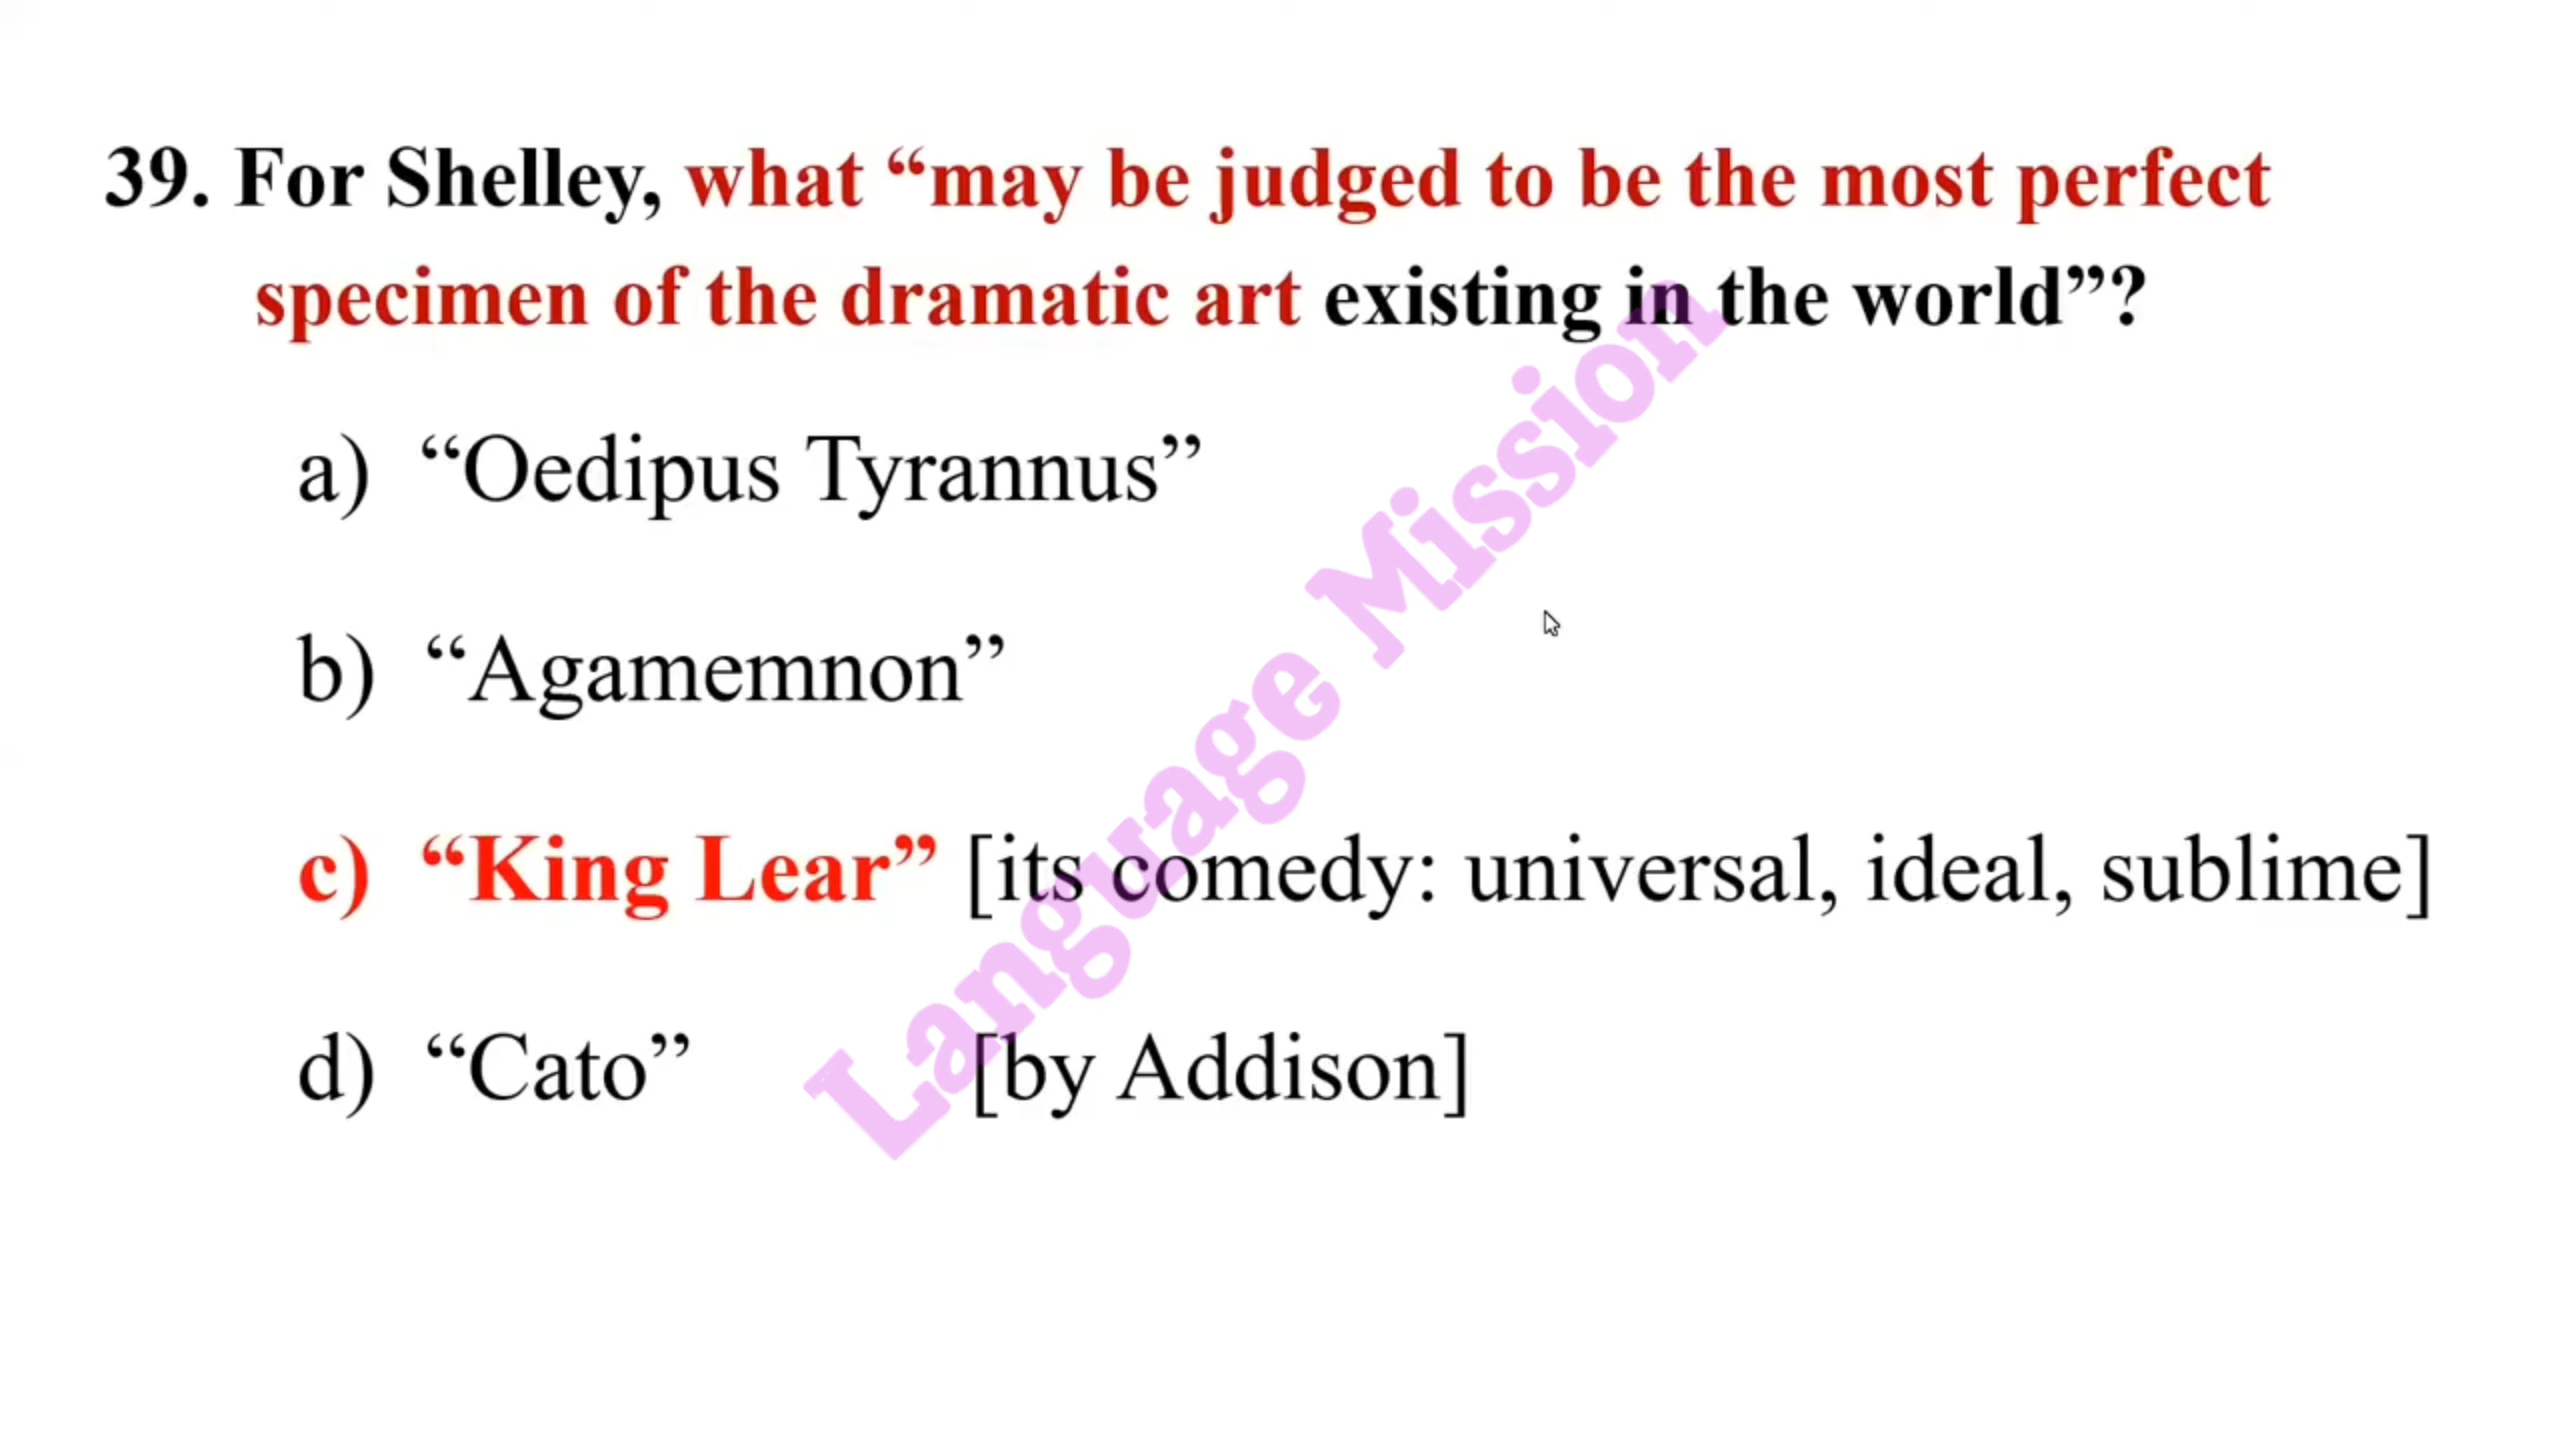 39. For Shelley, what “may be judged to be the most perfect
specimen of the dramatic art existing in the world”?
a) “Oedipus Tyrannus”
b) “Agamemnon”
c) “King Lear” [its comedy: universal, ideal, sublime]
d) “Cato” [by Addison]
Language Mission